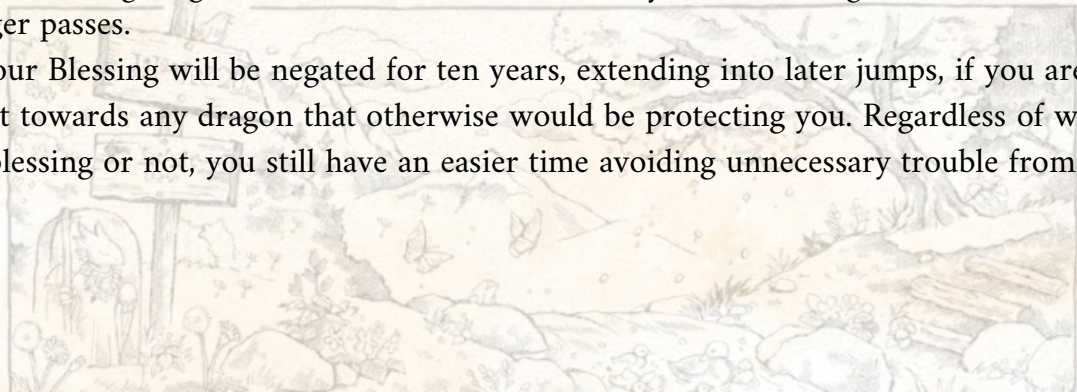 ger passes.
our Blessing will be negated for ten years, extending into later jumps, if you are
t towards any dragon that otherwise would be protecting you. Regardless of w
blessing or not, you still have an easier time avoiding unnecessary trouble from